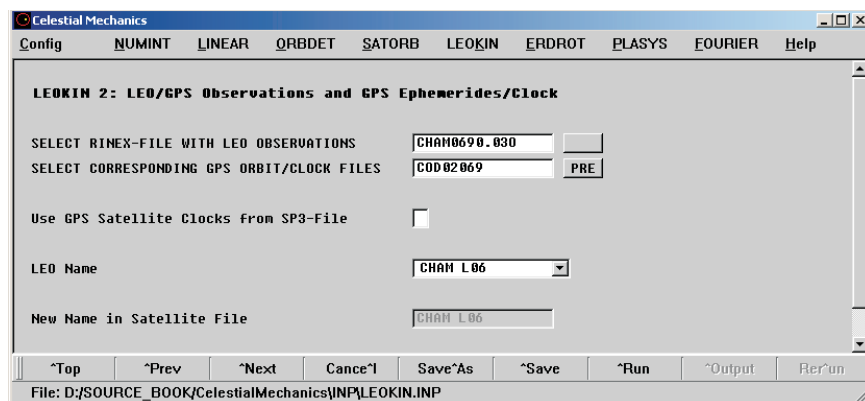 Celestial Mechanics
Config NUMINT LINEAR ORBDET SATORB LEOKIN ERDROT PLASYS FOURIER Help
LEOKIN 2: LEO/GPS Observations and GPS Ephemerides/Clock
SELECT RINEX-FILE WITH LEO OBSERVATIONS CHAM0690.03O
SELECT CORRESPONDING GPS ORBIT/CLOCK FILES COD02069 PRE
Use GPS Satellite Clocks from SP3-File
LEO Name CHAM L06
New Name in Satellite File CHAM L06
^Top ^Prev ^Next Cance^l Save^As ^Save ^Run ^Output Rer^un
File: D:/SOURCE_BOOK/CelestialMechanics\INP\LEOKIN.INP